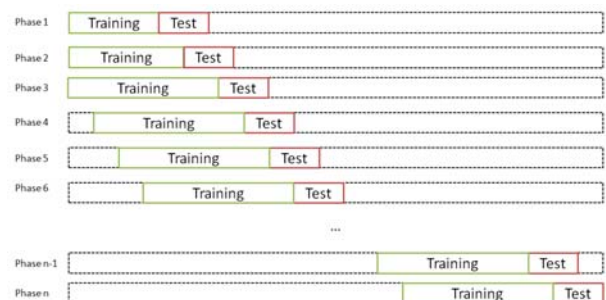 Phase 1 Training Test
Phase 2 Training Test
Phase 3 Training Test
Phase 4 Training Test
Phase 5 Training Test
Phase 6 Training Test
...
Phase n-1 Training Test
Phase n Training Test